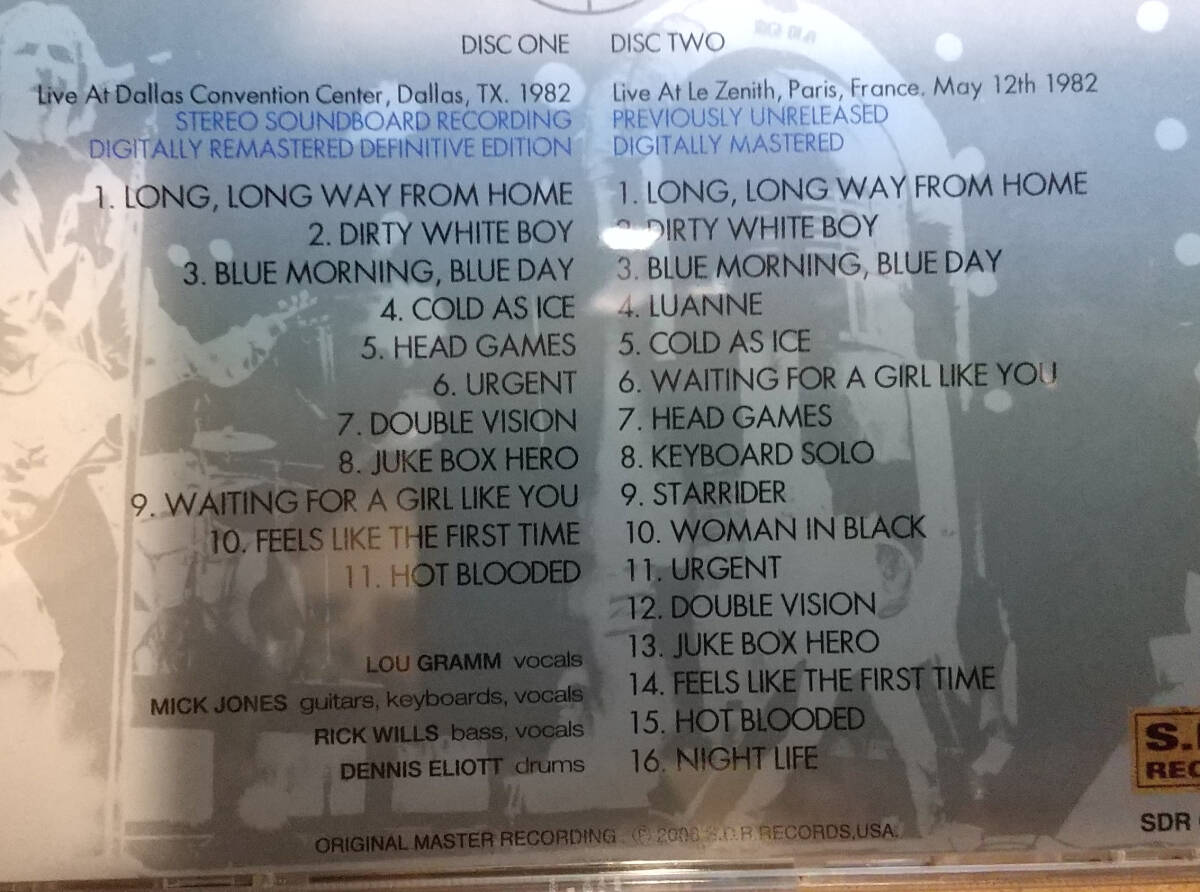 DISC ONE
Live At Dallas Convention Center, Dallas, TX. 1982
STEREO SOUNDBOARD RECORDING
DIGITALLY REMASTERED DEFINITIVE EDITION
1. LONG, LONG WAY FROM HOME
2. DIRTY WHITE BOY
3. BLUE MORNING, BLUE DAY
4. COLD AS ICE
5. HEAD GAMES
6. URGENT
7. DOUBLE VISION
8. JUKE BOX HERO
9. WAITING FOR A GIRL LIKE YOU
10. FEELS LIKE THE FIRST TIME
11. HOT BLOODED
LOU GRAMM vocals
MICK JONES guitars, keyboards, vocals
RICK WILLS bass, vocals
DENNIS ELIOTT drums
DISC TWO
Live At Le Zenith, Paris, France. May 12th 1982
PREVIOUSLY UNRELEASED
DIGITALLY MASTERED
1. LONG, LONG WAY FROM HOME
2. DIRTY WHITE BOY
3. BLUE MORNING, BLUE DAY
4. LUANNE
5. COLD AS ICE
6. WAITING FOR A GIRL LIKE YOU
7. HEAD GAMES
8. KEYBOARD SOLO
9. STARRIDER
10. WOMAN IN BLACK
11. URGENT
12. DOUBLE VISION
13. JUKE BOX HERO
14. FEELS LIKE THE FIRST TIME
15. HOT BLOODED
16. NIGHT LIFE
ORIGINAL MASTER RECORDING. ℗ RECORDS,USA.
SDR